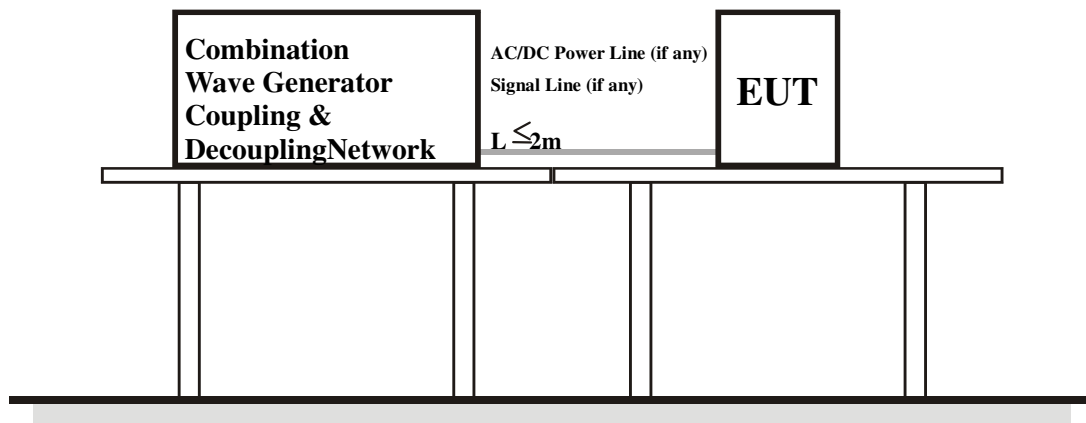 Combination
Wave Generator
Coupling &
DecouplingNetwork
AC/DC Power Line (if any)
Signal Line (if any)
L ≤2m
EUT